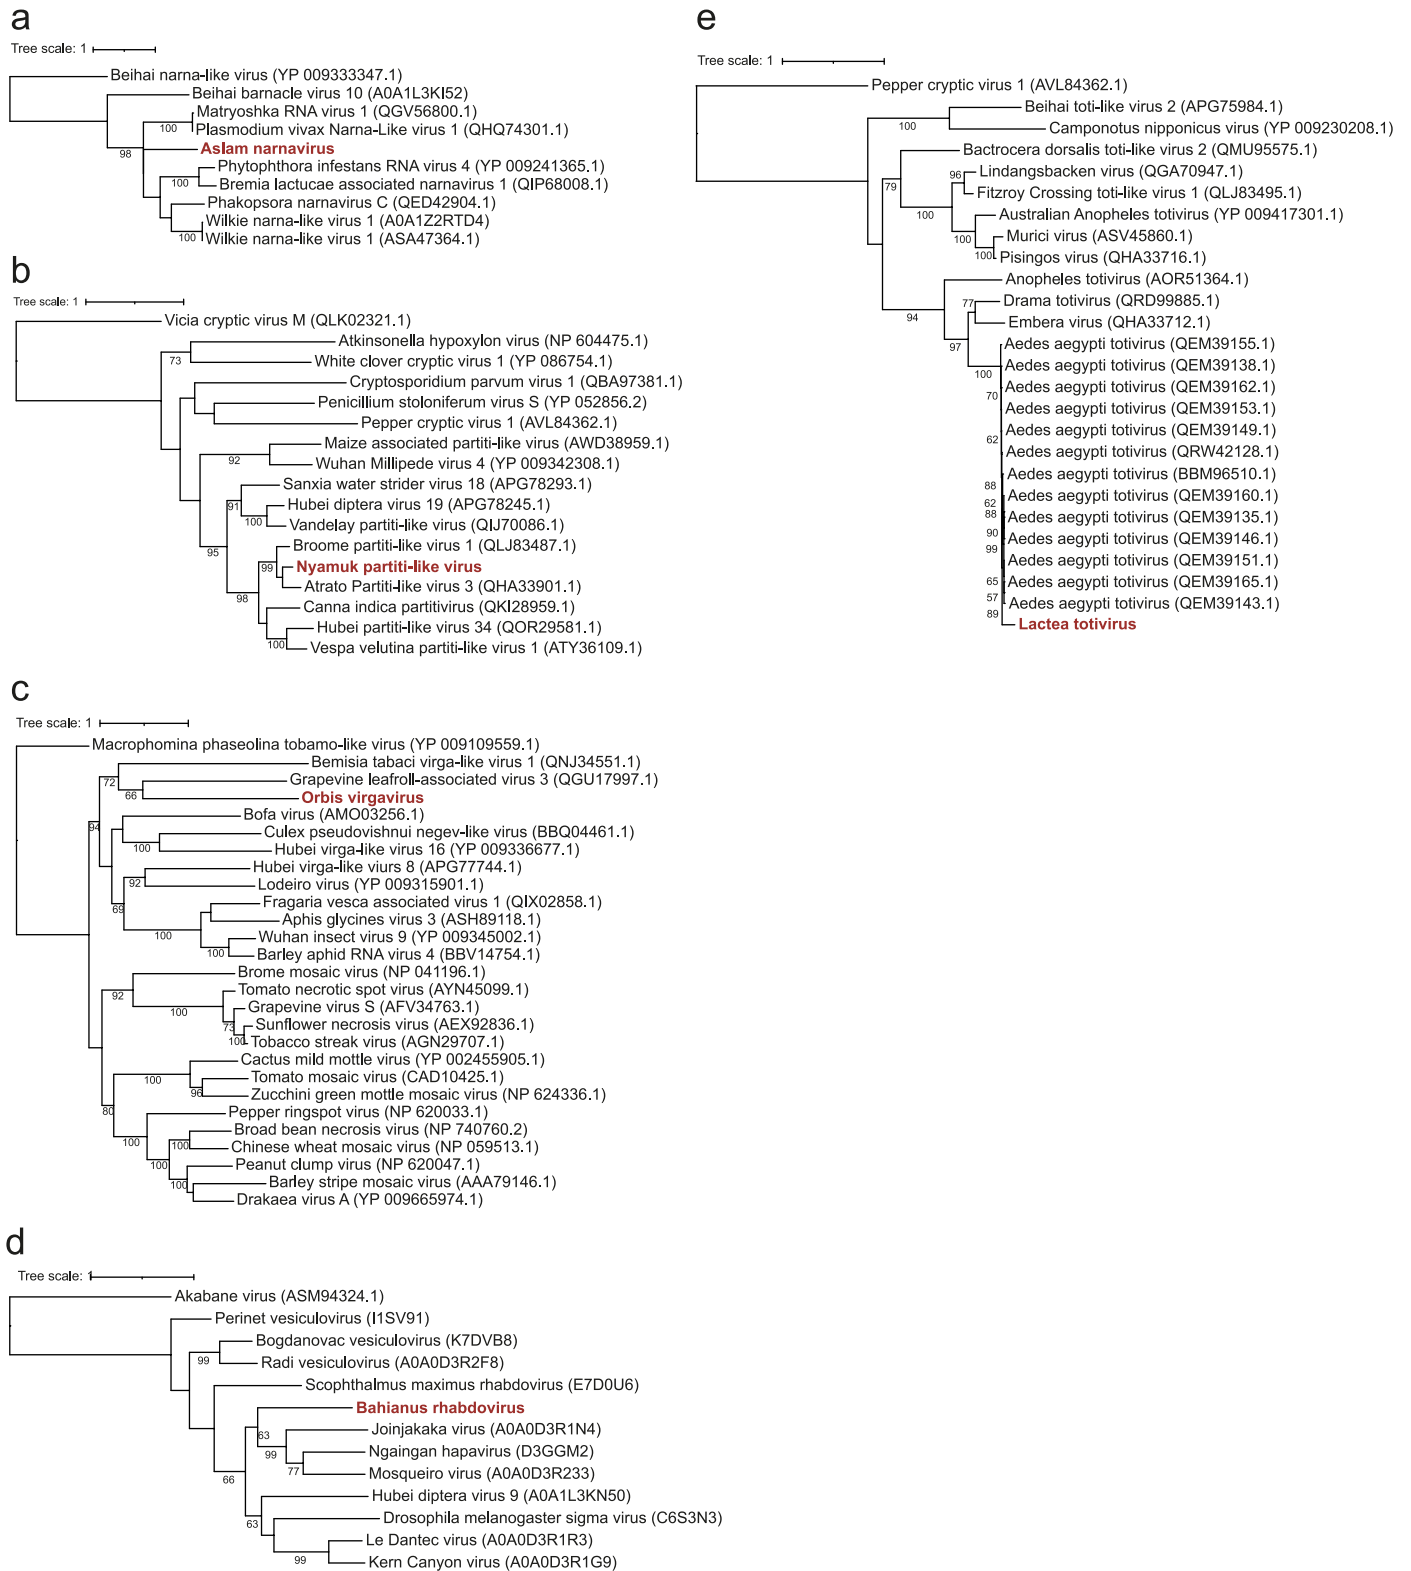 a
Tree scale: 1
Beihai narna-like virus (YP 009333347.1)
Beihai barnacle virus 10 (A0A1L3KI52)
Matryoshka RNA virus 1 (QGV56800.1)
100
Plasmodium vivax Narna-Like virus 1 (QHQ74301.1)
98
Aslam narnavirus
Phytophthora infestans RNA virus 4 (YP 009241365.1)
100
Bremia lactucae associated narnavirus 1 (QIP68008.1)
Phakopsora narnavirus C (QED42904.1)
Wilkie narna-like virus 1 (A0A1Z2RTD4)
100
Wilkie narna-like virus 1 (ASA47364.1)
b
Tree scale: 1
Vicia cryptic virus M (QLK02321.1)
Atkinsonella hypoxylon virus (NP 604475.1)
73
White clover cryptic virus 1 (YP 086754.1)
Cryptosporidium parvum virus 1 (QBA97381.1)
Penicillium stoloniferum virus S (YP 052856.2)
Pepper cryptic virus 1 (AVL84362.1)
Maize associated partiti-like virus (AWD38959.1)
92
Wuhan Millipede virus 4 (YP 009342308.1)
Sanxia water strider virus 18 (APG78293.1)
91
Hubei diptera virus 19 (APG78245.1)
100
Vandelay partiti-like virus (QIJ70086.1)
95
Broome partiti-like virus 1 (QLJ83487.1)
99
Nyamuk partiti-like virus
Atrato Partiti-like virus 3 (QHA33901.1)
98
Canna indica partitivirus (QKI28959.1)
Hubei partiti-like virus 34 (QOR29581.1)
100
Vespa velutina partiti-like virus 1 (ATY36109.1)
c
Tree scale: 1
Macrophomina phaseolina tobamo-like virus (YP 009109559.1)
Bemisia tabaci virga-like virus 1 (QNJ34551.1)
72
Grapevine leafroll-associated virus 3 (QGU17997.1)
66
Orbis virgavirus
94
Bofa virus (AMO03256.1)
Culex pseudovishnui negev-like virus (BBQ04461.1)
100
Hubei virga-like virus 16 (YP 009336677.1)
Hubei virga-like viurs 8 (APG77744.1)
92
Lodeiro virus (YP 009315901.1)
69
Fragaria vesca associated virus 1 (QIX02858.1)
Aphis glycines virus 3 (ASH89118.1)
100
Wuhan insect virus 9 (YP 009345002.1)
100
Barley aphid RNA virus 4 (BBV14754.1)
Brome mosaic virus (NP 041196.1)
92
Tomato necrotic spot virus (AYN45099.1)
100
Grapevine virus S (AFV34763.1)
73
Sunflower necrosis virus (AEX92836.1)
100
Tobacco streak virus (AGN29707.1)
Cactus mild mottle virus (YP 002455905.1)
100
Tomato mosaic virus (CAD10425.1)
96
Zucchini green mottle mosaic virus (NP 624336.1)
80
Pepper ringspot virus (NP 620033.1)
100
Broad bean necrosis virus (NP 740760.2)
100
Chinese wheat mosaic virus (NP 059513.1)
100
Peanut clump virus (NP 620047.1)
100
Barley stripe mosaic virus (AAA79146.1)
Drakaea virus A (YP 009665974.1)
d
Tree scale: 1
Akabane virus (ASM94324.1)
Perinet vesiculovirus (I1SV91)
Bogdanovac vesiculovirus (K7DVB8)
99
Radi vesiculovirus (A0A0D3R2F8)
Scophthalmus maximus rhabdovirus (E7D0U6)
Bahianus rhabdovirus
63
Joinjakaka virus (A0A0D3R1N4)
99
Ngaingan hapavirus (D3GGM2)
77
Mosqueiro virus (A0A0D3R233)
66
Hubei diptera virus 9 (A0A1L3KN50)
63
Drosophila melanogaster sigma virus (C6S3N3)
Le Dantec virus (A0A0D3R1R3)
99
Kern Canyon virus (A0A0D3R1G9)
e
Tree scale: 1
Pepper cryptic virus 1 (AVL84362.1)
Beihai toti-like virus 2 (APG75984.1)
100
Camponotus nipponicus virus (YP 009230208.1)
Bactrocera dorsalis toti-like virus 2 (QMU95575.1)
79
Lindangsbacken virus (QGA70947.1)
96
Fitzroy Crossing toti-like virus 1 (QLJ83495.1)
100
Australian Anopheles totivirus (YP 009417301.1)
100
Murici virus (ASV45860.1)
100
Pisingos virus (QHA33716.1)
Anopheles totivirus (AOR51364.1)
94
Drama totivirus (QRD99885.1)
77
Embera virus (QHA33712.1)
97
Aedes aegypti totivirus (QEM39155.1)
100
Aedes aegypti totivirus (QEM39138.1)
Aedes aegypti totivirus (QEM39162.1)
70
Aedes aegypti totivirus (QEM39153.1)
Aedes aegypti totivirus (QEM39149.1)
62
Aedes aegypti totivirus (QRW42128.1)
Aedes aegypti totivirus (BBM96510.1)
88
Aedes aegypti totivirus (QEM39160.1)
62
88
Aedes aegypti totivirus (QEM39135.1)
90
Aedes aegypti totivirus (QEM39146.1)
99
Aedes aegypti totivirus (QEM39151.1)
65
Aedes aegypti totivirus (QEM39165.1)
57
Aedes aegypti totivirus (QEM39143.1)
89
Lactea totivirus